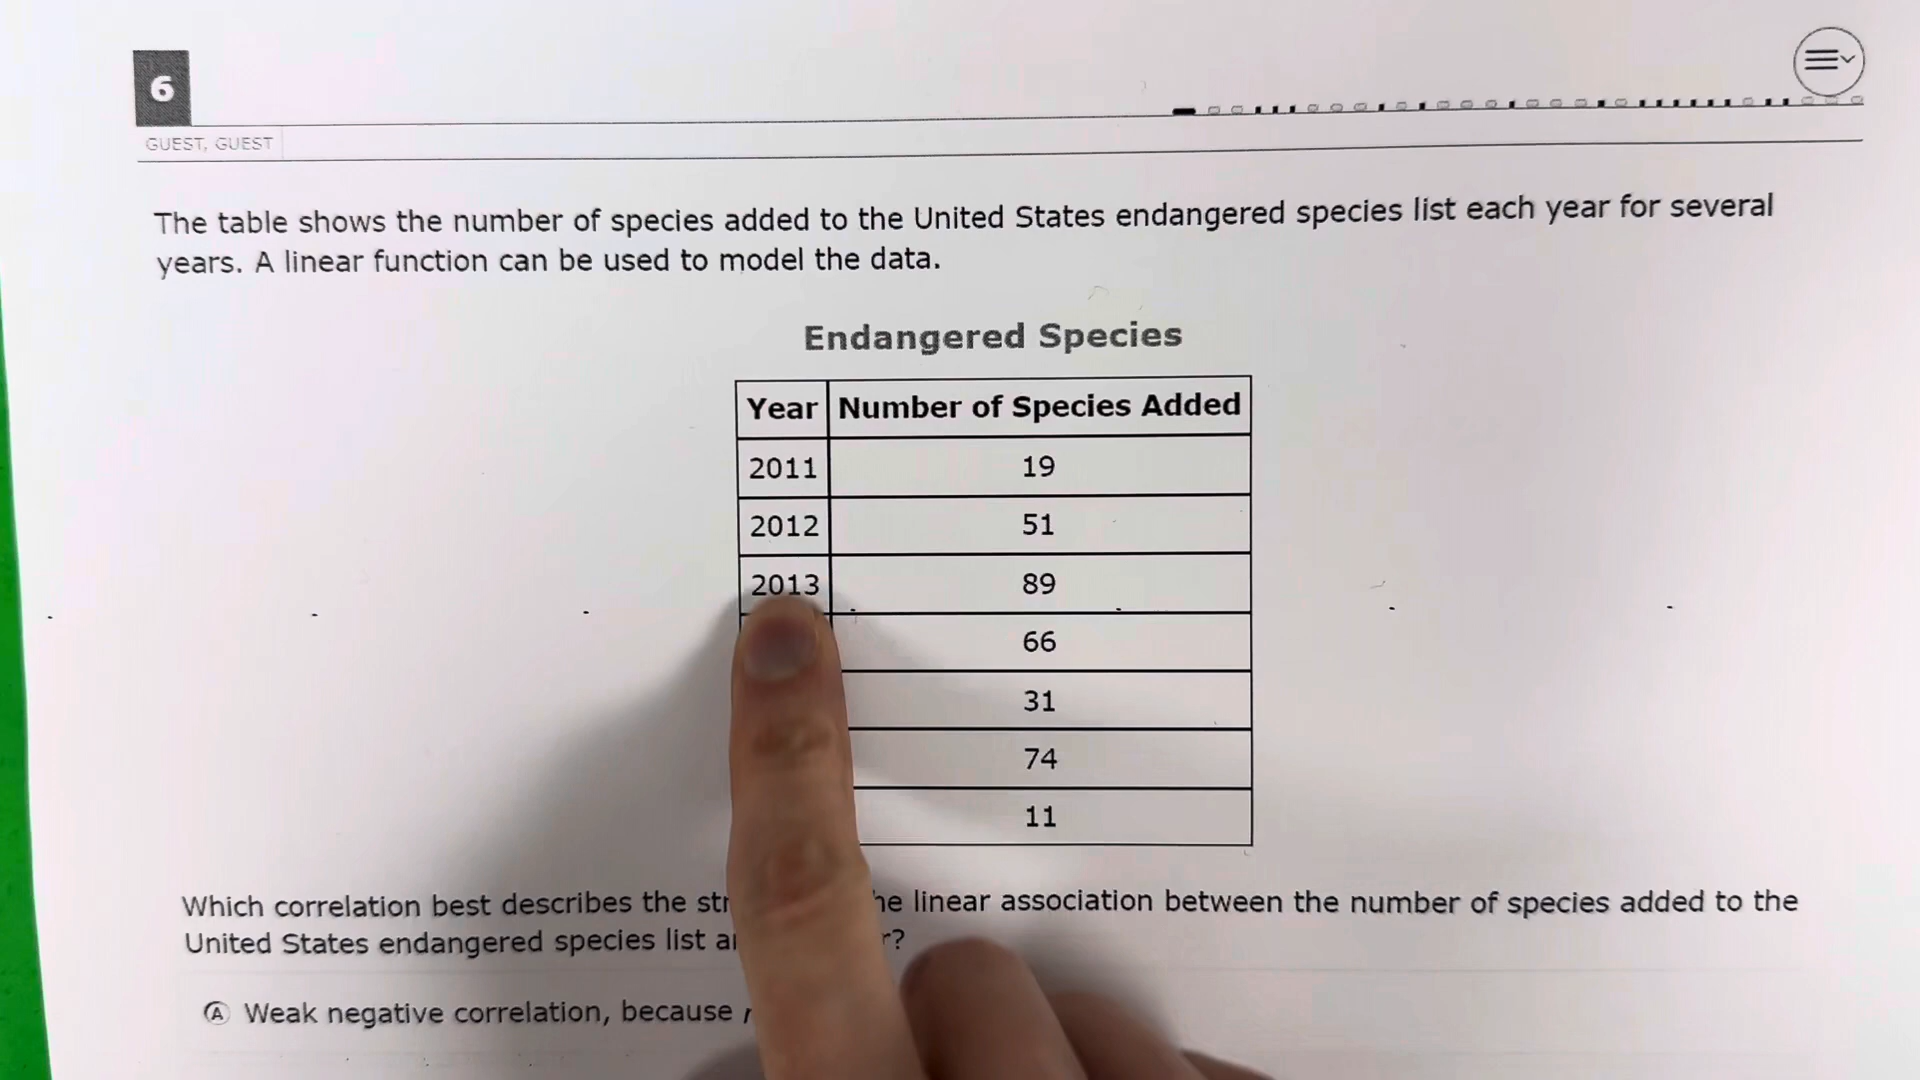 6
GUEST, GUEST
The table shows the number of species added to the United States endangered species list each year for several
years. A linear function can be used to model the data.
Endangered Species
Year Number of Species Added
2011 19
2012 51
2013 89
66
31
74
11
Which correlation best describes the linear association between the number of species added to the
United States endangered species list
A Weak negative correlation, because